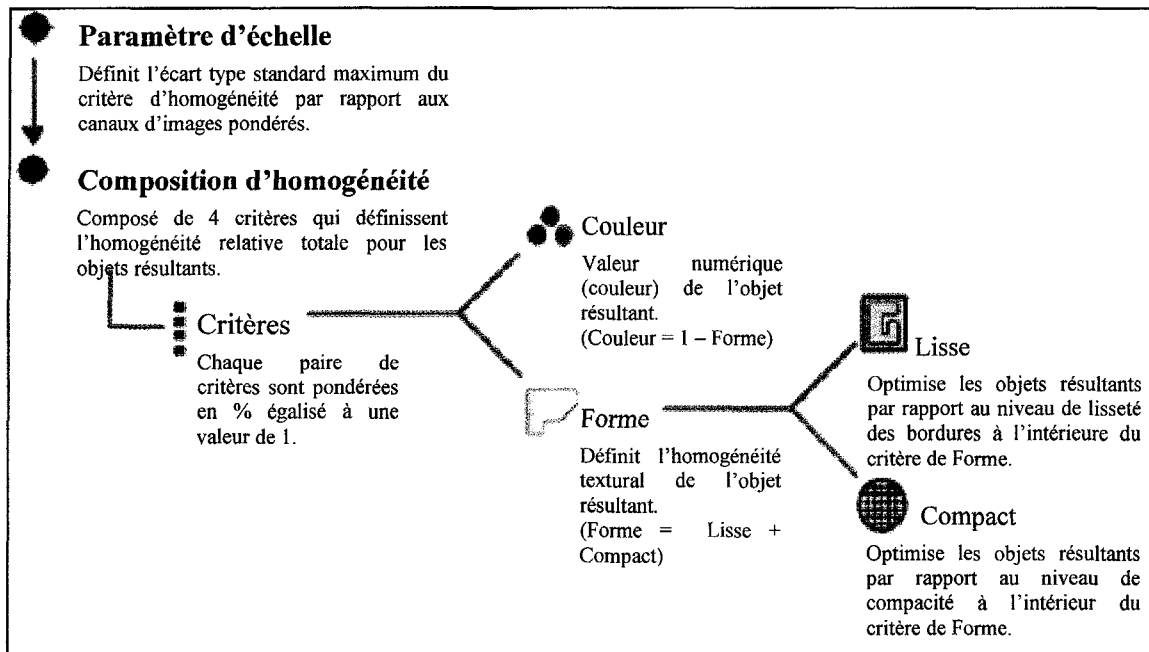 Paramètre d'échelle
Définit l'écart type standard maximum du
critère d'homogénéité par rapport aux
canaux d'images pondérés.
Composition d'homogénéité
Composé de 4 critères qui définissent
l'homogénéité relative totale pour les
objets résultants.
Critères
Chaque paire de
critères sont pondérées
en % égalisé à une
valeur de 1.
Couleur
Valeur numérique
(couleur) de l'objet
résultant.
(Couleur = 1 – Forme)
Forme
Définit l'homogénéité
textural de l'objet
résultant.
(Forme = Lisse +
Compact)
Lisse
Optimise les objets résultants
par rapport au niveau de lisseté
des bordures à l'intérieure du
critère de Forme.
Compact
Optimise les objets résultants
par rapport au niveau de
compacité à l'intérieur du
critère de Forme.